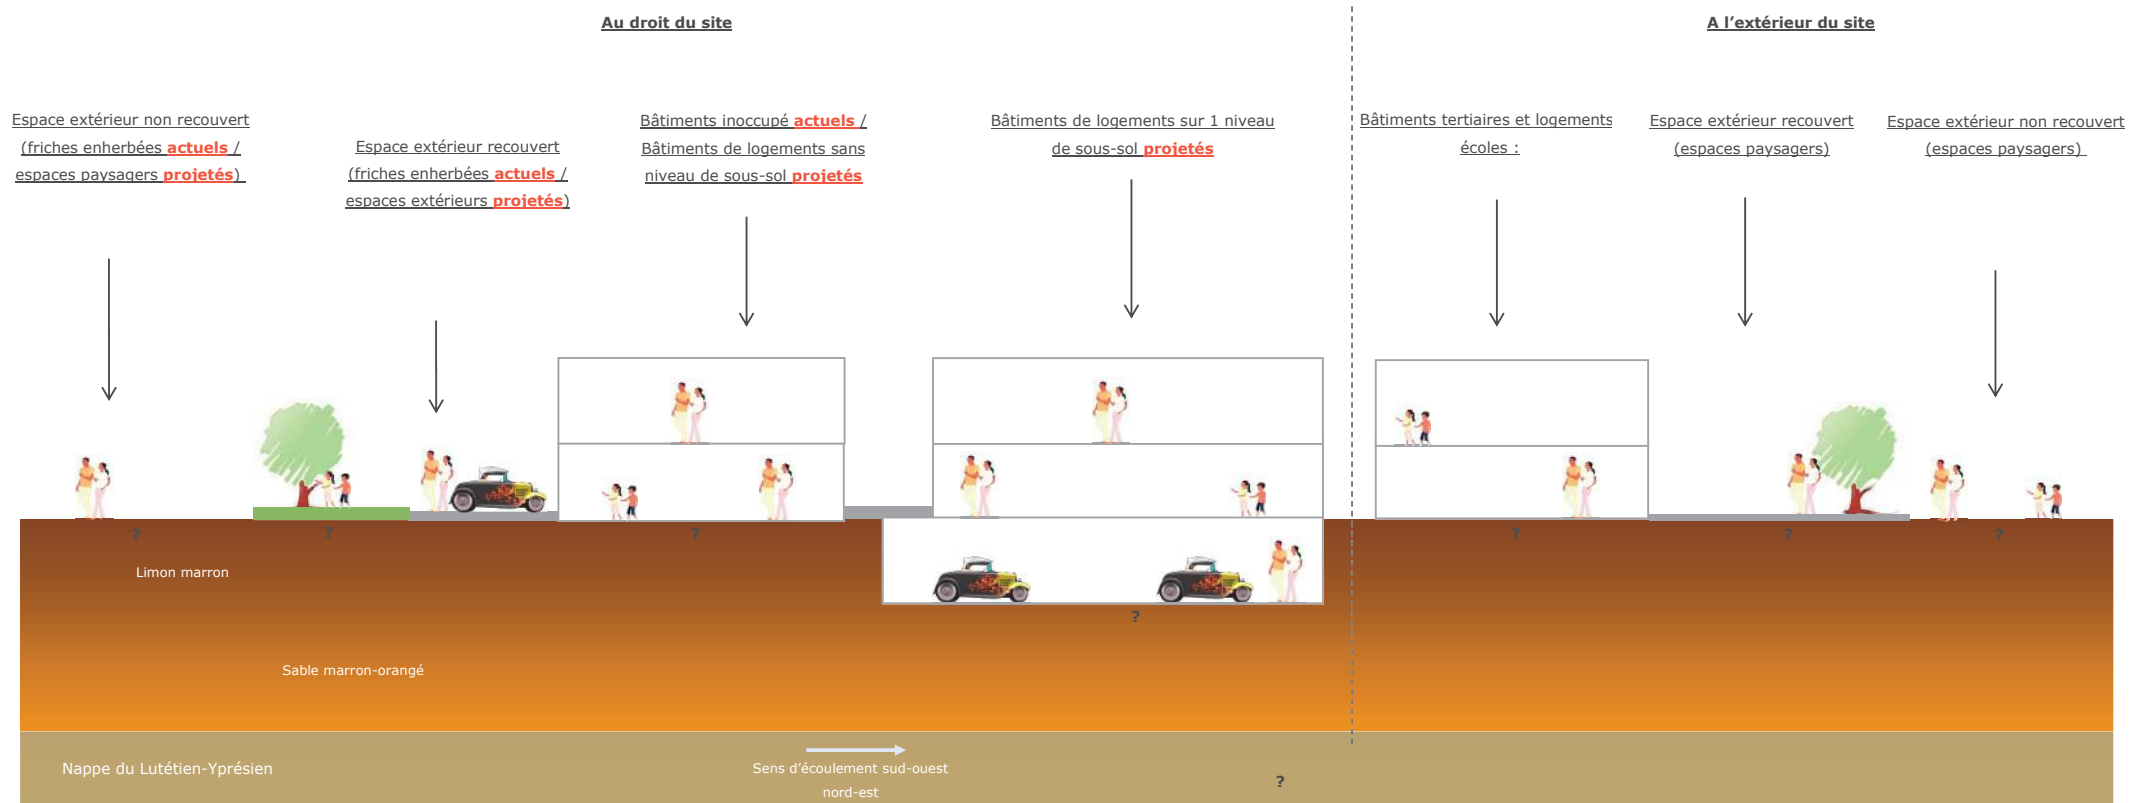 Au droit du site
A l’extérieur du site
Espace extérieur non recouvert
(friches enherbées actuels /
espaces paysagers projetés)
Espace extérieur recouvert
(friches enherbées actuels /
espaces extérieurs projetés)
Bâtiments inoccupé actuels /
Bâtiments de logements sans
niveau de sous-sol projetés
Bâtiments de logements sur 1 niveau
de sous-sol projetés
Bâtiments tertiaires et logements
écoles :
Espace extérieur recouvert
(espaces paysagers)
Espace extérieur non recouvert
(espaces paysagers)
?
?
?
?
?
?
?
Limon marron
Sable marron-orangé
Nappe du Lutétien-Yprésien
Sens d’écoulement sud-ouest
nord-est
?